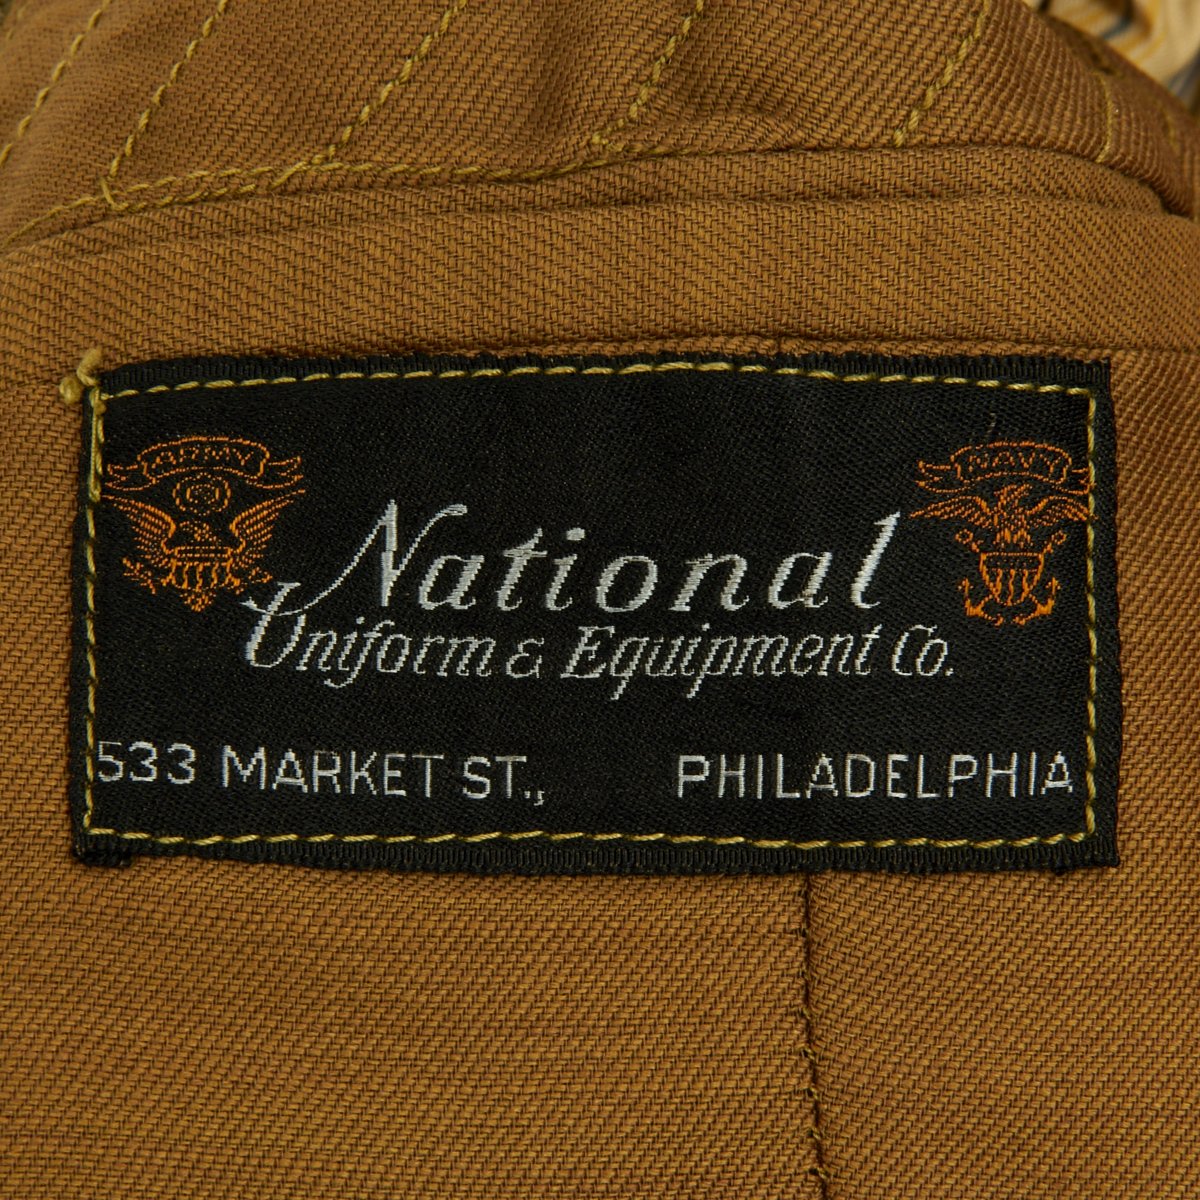 ARMY
NAVY
National
Uniform & Equipment Co.
533 MARKET ST., PHILADELPHIA